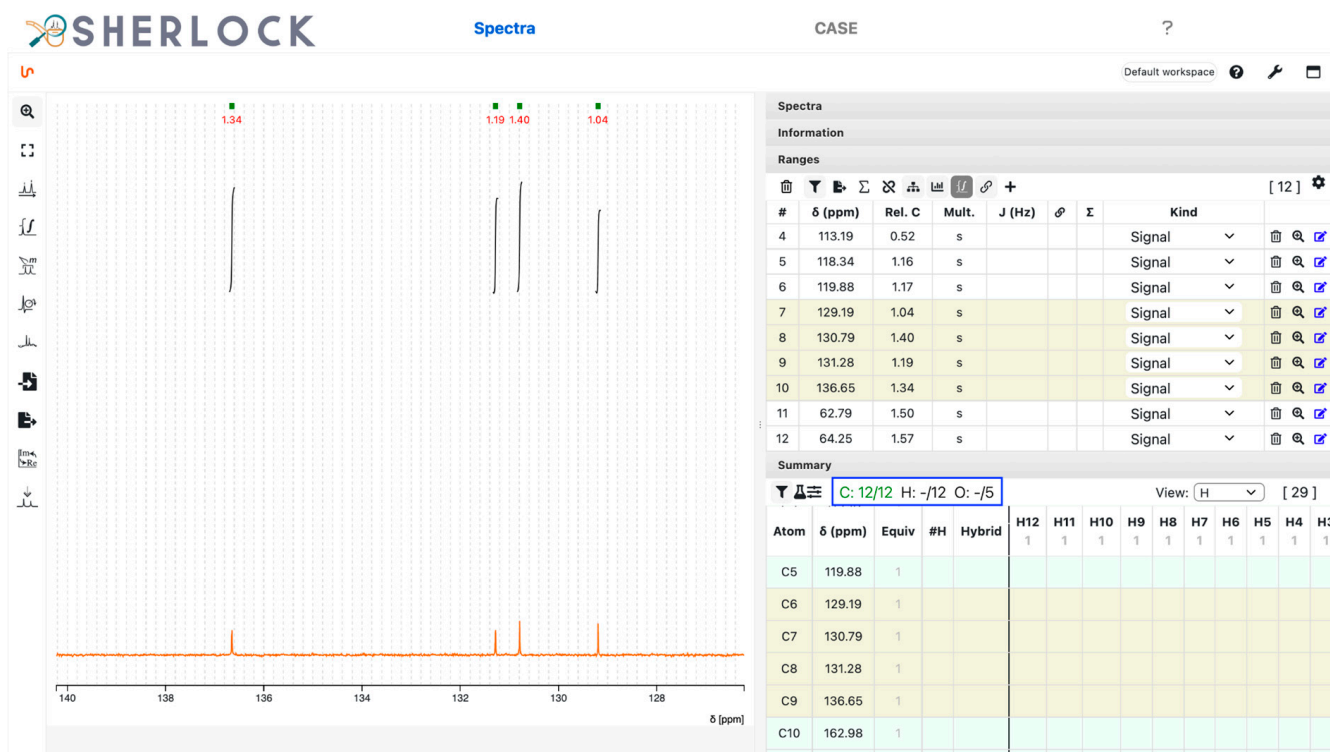 SHERLOCK
Spectra
CASE
?
Default workspace
1.34
1.19 1.40
1.04
140 138 136 134 132 130 128
δ [ppm]
Spectra
Information
Ranges
[ 12 ]
# δ (ppm) Rel. C Mult. J (Hz) Σ Kind
4 113.19 0.52 s Signal
5 118.34 1.16 s Signal
6 119.88 1.17 s Signal
7 129.19 1.04 s Signal
8 130.79 1.40 s Signal
9 131.28 1.19 s Signal
10 136.65 1.34 s Signal
11 62.79 1.50 s Signal
12 64.25 1.57 s Signal
Summary
C: 12/12 H: -/12 O: -/5
View: H [ 29 ]
Atom δ (ppm) Equiv #H Hybrid H12 H11 H10 H9 H8 H7 H6 H5 H4 H3
1 1 1 1 1 1 1 1 1 1
C5 119.88 1
C6 129.19 1
C7 130.79 1
C8 131.28 1
C9 136.65 1
C10 162.98 1